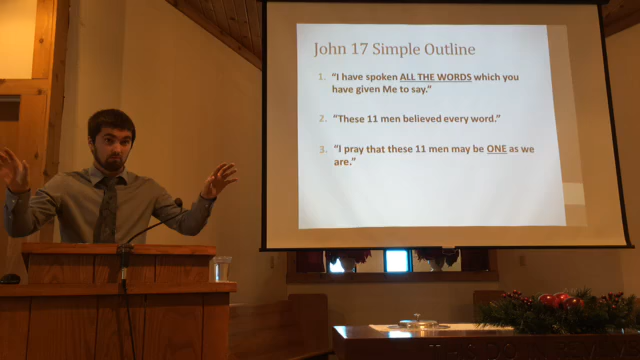 John 17 Simple Outline
1. "I have spoken ALL THE WORDS which you
have given Me to say."
2. "These 11 men believed every word."
3. "I pray that these 11 men may be ONE as we
are."